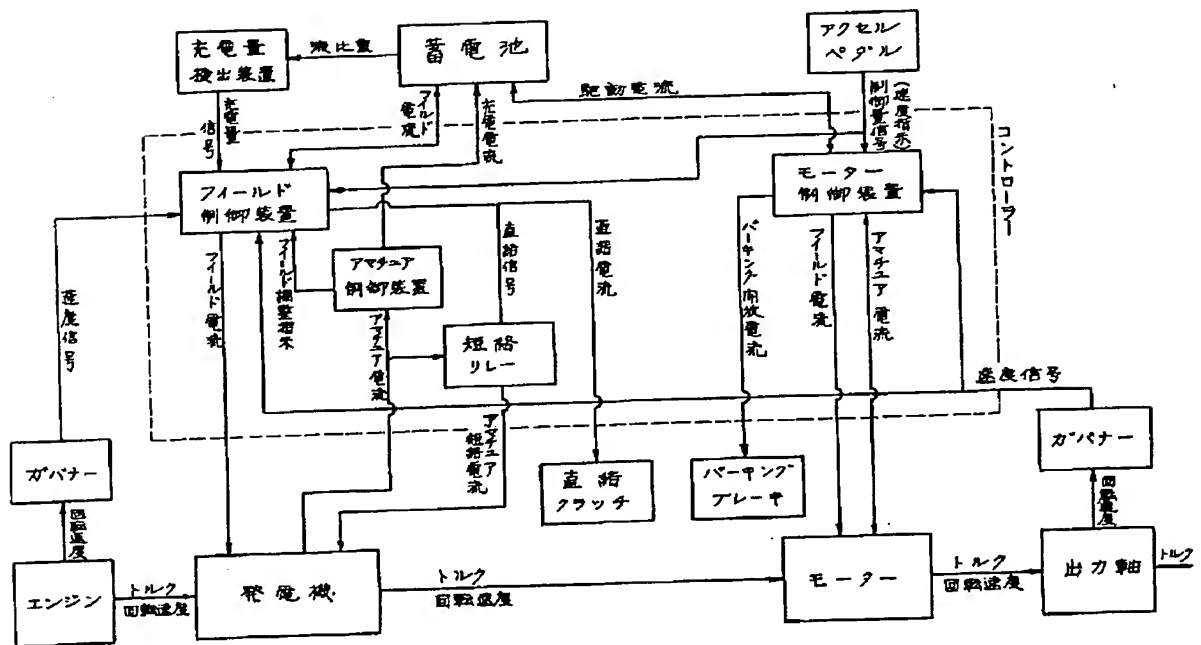 充電量
検出装置
液比重
蓄電池
アクセル
ペダル
駆動電流
充電量
信号
フィールド
電流
充電電流
制御量信号
(速度指示)
コントローラー
フィールド
制御装置
モーター
制御装置
アマチュア
制御装置
直結信号
直結電流
パーキング開放電流
フィールド電流
アマチュア電流
速度信号
フィールド電流
フィールド調整指示
アマチュア電流
短絡
リレー
速度信号
ガバナー
アマチュア
短絡電流
直結
クラッチ
パーキング
ブレーキ
ガバナー
回転速度
回転速度
エンジン
トルク
回転速度
発電機
トルク
回転速度
モーター
トルク
回転速度
出力軸
トルク